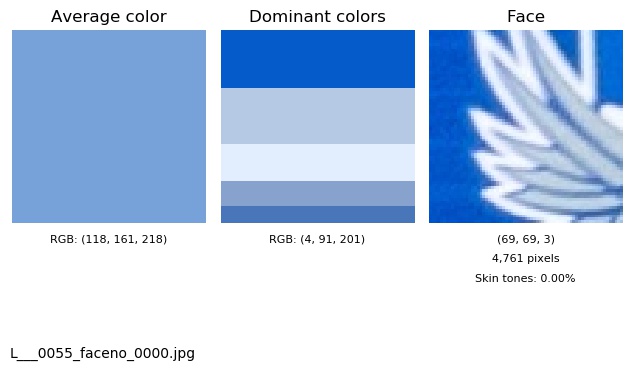 Average color
Dominant colors
Face
RGB: (118, 161, 218)
RGB: (4, 91, 201)
(69, 69, 3)
4,761 pixels
Skin tones: 0.00%
L___0055_faceno_0000.jpg